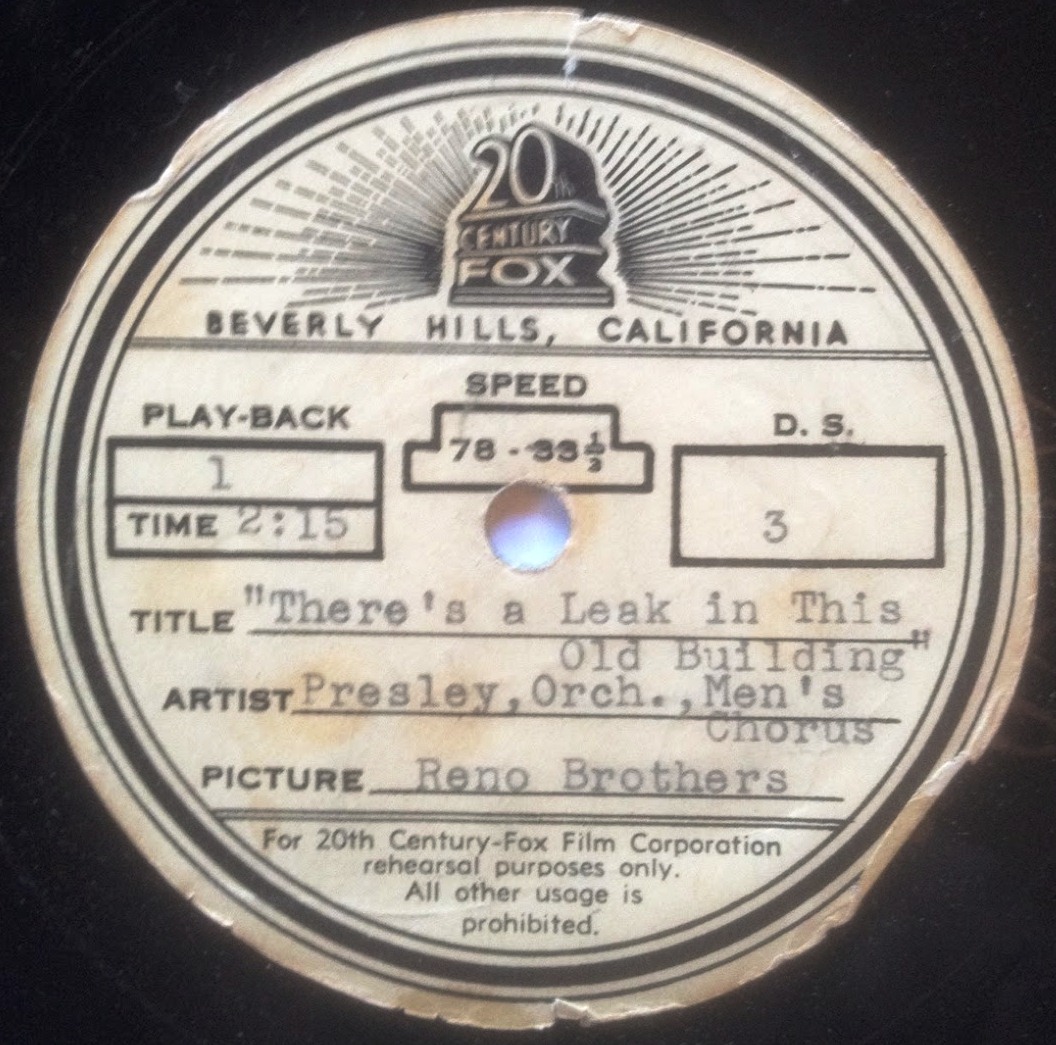 20th
CENTURY
FOX
BEVERLY HILLS, CALIFORNIA
SPEED
PLAY-BACK
D. S.
78 - 33⅓
1
TIME 2:15
3
TITLE "There's a Leak in This
Old Building"
ARTIST Presley, Orch., Men's
Chorus
PICTURE Reno Brothers
For 20th Century-Fox Film Corporation
rehearsal purposes only.
All other usage is
prohibited.